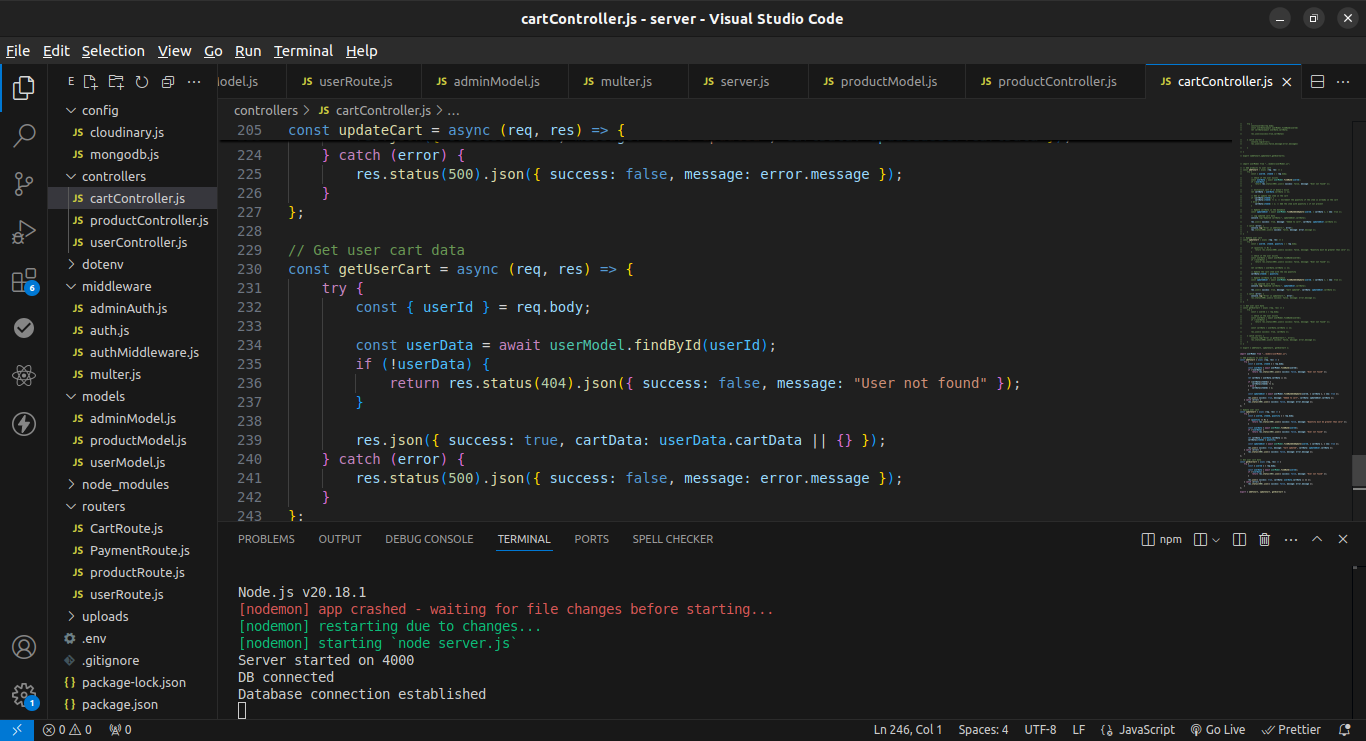 cartController.js - server - Visual Studio Code
File Edit Selection View Go Run Terminal Help
E
odel.js
JS userRoute.js
JS adminModel.js
JS multer.js
JS server.js
JS productModel.js
JS productController.js
JS cartController.js
config
JS cloudinary.js
JS mongodb.js
controllers
JS cartController.js
JS productController.js
JS userController.js
dotenv
middleware
JS adminAuth.js
JS auth.js
JS authMiddleware.js
JS multer.js
models
JS adminModel.js
JS productModel.js
JS userModel.js
node_modules
routers
JS CartRoute.js
JS PaymentRoute.js
JS productRoute.js
JS userRoute.js
uploads
.env
.gitignore
{} package-lock.json
{} package.json
6
1
controllers > JS cartController.js > ...
205 const updateCart = async (req, res) => {
224     } catch (error) {
225         res.status(500).json({ success: false, message: error.message });
226     }
227 };
228
229 // Get user cart data
230 const getUserCart = async (req, res) => {
231     try {
232         const { userId } = req.body;
233
234         const userData = await userModel.findById(userId);
235         if (!userData) {
236             return res.status(404).json({ success: false, message: "User not found" });
237         }
238
239         res.json({ success: true, cartData: userData.cartData || {} });
240     } catch (error) {
241         res.status(500).json({ success: false, message: error.message });
242     }
243 };
PROBLEMS OUTPUT DEBUG CONSOLE TERMINAL PORTS SPELL CHECKER
npm
Node.js v20.18.1
[nodemon] app crashed - waiting for file changes before starting...
[nodemon] restarting due to changes...
[nodemon] starting `node server.js`
Server started on 4000
DB connected
Database connection established
0 0 0 Ln 246, Col 1 Spaces: 4 UTF-8 LF {} JavaScript Go Live Prettier